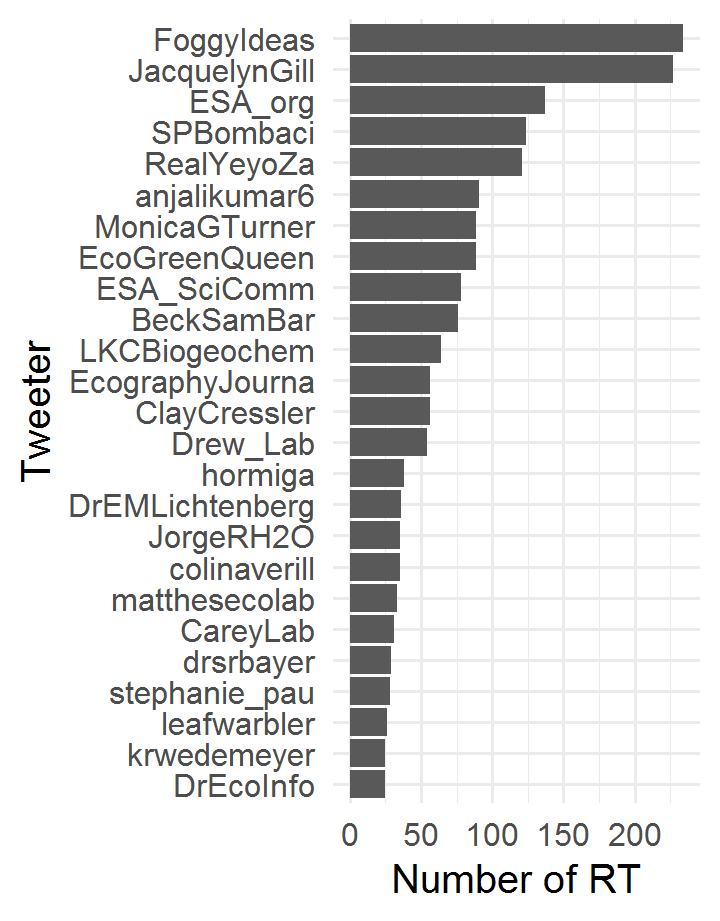 FoggyIdeas
JacquelynGill
ESA_org
SPBombaci
RealYeyoZa
anjalikumar6
MonicaGTurner
EcoGreenQueen
ESA_SciComm
BeckSamBar
LKCBiogeochem
EcographyJourna
ClayCressler
Drew_Lab
hormiga
DrEMLichtenberg
JorgeRH2O
colinaverill
matthesecolab
CareyLab
drsrbayer
stephanie_pau
leafwarbler
krwedemeyer
DrEcoInfo
Tweeter
0 50 100 150 200
Number of RT